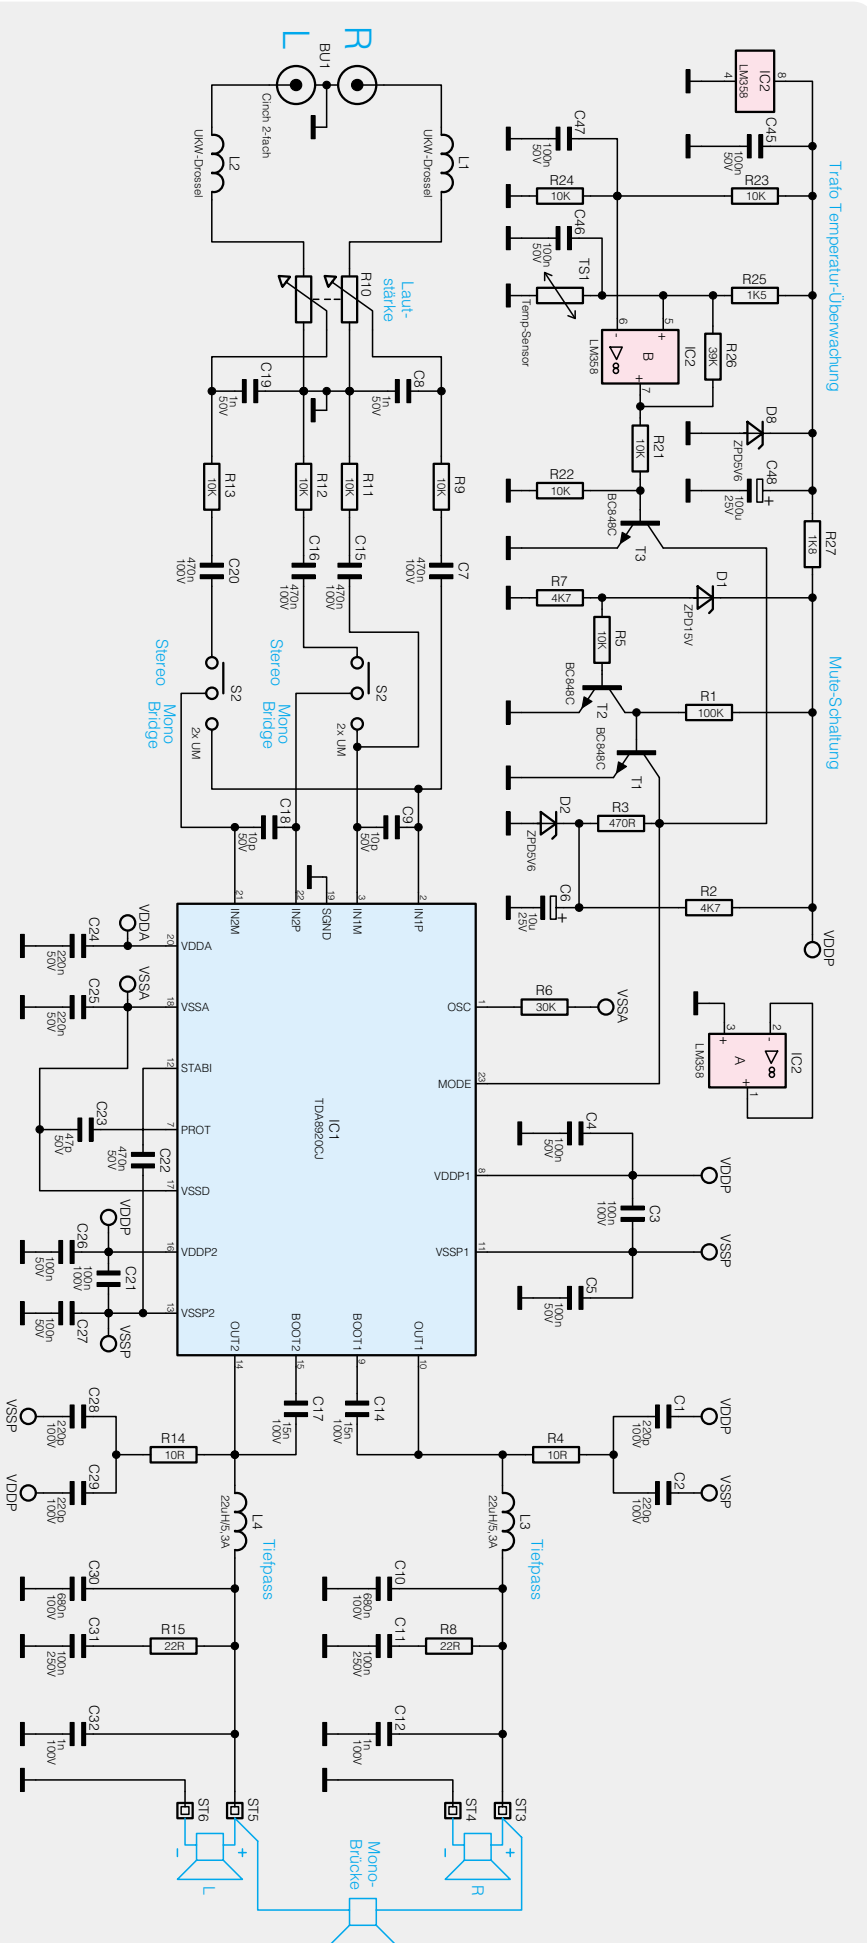 R
L
BU1
Cinch 2-fach
L1
UKW-Drossel
L2
UKW-Drossel
Laut-
stärke
R10
C19
1n
50V
C8
1n
50V
R13
10K
R12
10K
R11
10K
R9
10K
C20
470n
100V
C16
470n
100V
C15
470n
100V
C7
470n
100V
Stereo
Mono
Bridge
S2
2x UM
Stereo
Mono
Bridge
S2
2x UM
C18
10p
50V
C9
10p
50V
Trafo Temperatur-Überwachung
8
IC2
LM358
4
C45
100n
50V
C47
100n
50V
R24
10K
R23
10K
C46
100n
50V
TS1
Temp-Sensor
R25
1K5
R26
39K
IC2
5
+
B
6
-
∞
+
7
LM358
R21
10K
R22
10K
BC848C
T3
D8
ZPD5V6
C48
+
100u
25V
R27
1K8
Mute-Schaltung
D1
ZPD15V
R7
4K7
R5
10K
BC848C
T2
R1
100K
BC848C
T1
D2
ZPD5V6
R3
470R
C6
+
10u
25V
R2
4K7
VDDP
IC2
2
-
∞
3
+
A
+
1
LM358
R6
30K
VSSA
21
IN2M
22
IN2P
19
SGND
3
IN1M
2
IN1P
20
VDDA
18
VSSA
12
STABI
7
PROT
17
VSSD
16
VDDP2
13
VSSP2
1
OSC
23
MODE
8
VDDP1
11
VSSP1
IC1
TDA8920CJ
OUT2
14
BOOT2
15
BOOT1
9
OUT1
10
VDDA
C24
220n
50V
VSSA
C25
220n
50V
C23
47p
50V
C22
470n
50V
VDDP
C26
100n
50V
C21
100n
100V
C27
100n
50V
VSSP
C4
100n
50V
VDDP
C3
100n
100V
VSSP
C5
100n
50V
C17
15n
100V
C14
15n
100V
C28
220p
100V
VSSP
C29
220p
100V
VDDP
R14
10R
R4
10R
C1
220p
100V
VDDP
C2
220p
100V
VSSP
L4
22uH/5,3A
Tiefpass
L3
22uH/5,3A
Tiefpass
C30
680n
100V
C31
100n
250V
R15
22R
C32
1n
100V
C10
680n
100V
C11
100n
250V
R8
22R
C12
1n
100V
ST6
ST5
ST4
ST3
-
+
L
-
+
R
Mono-
Brücke